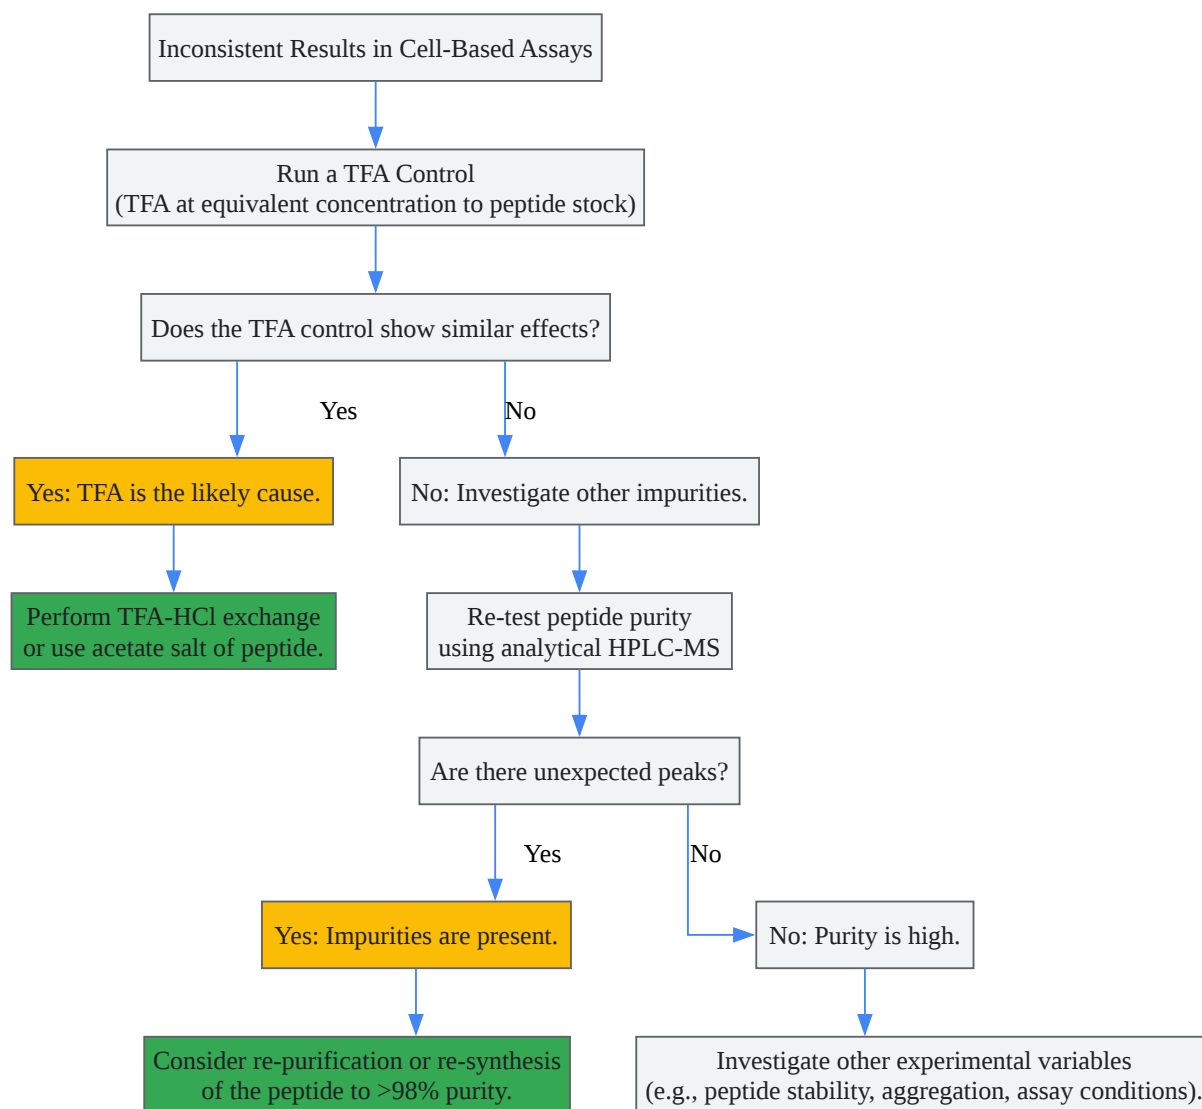 Inconsistent Results in Cell-Based Assays
Run a TFA Control
(TFA at equivalent concentration to peptide stock)
Does the TFA control show similar effects?
Yes
No
Yes: TFA is the likely cause.
No: Investigate other impurities.
Perform TFA-HCl exchange
or use acetate salt of peptide.
Re-test peptide purity
using analytical HPLC-MS
Are there unexpected peaks?
Yes
No
Yes: Impurities are present.
No: Purity is high.
Consider re-purification or re-synthesis
of the peptide to >98% purity.
Investigate other experimental variables
(e.g., peptide stability, aggregation, assay conditions).